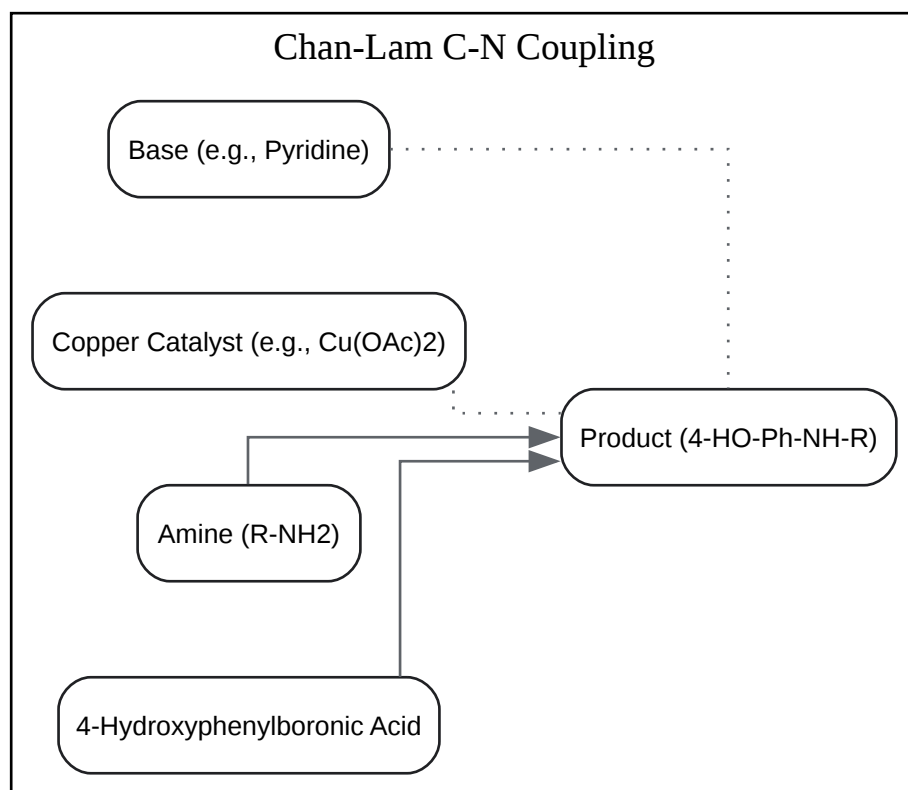 Chan-Lam C-N Coupling
Base (e.g., Pyridine)
Copper Catalyst (e.g., Cu(OAc)2)
Product (4-HO-Ph-NH-R)
Amine (R-NH2)
4-Hydroxyphenylboronic Acid